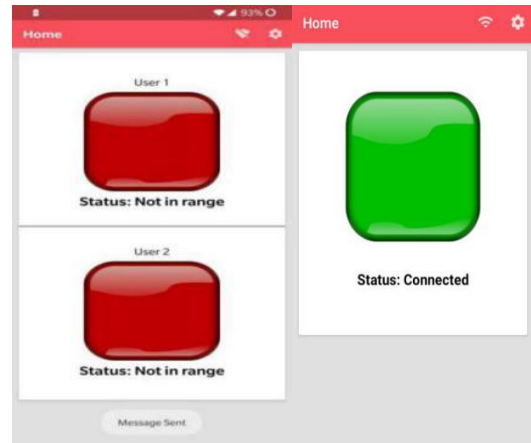 93%
Home
User 1
Status: Not in range
User 2
Status: Not in range
Message Sent
Home
Status: Connected